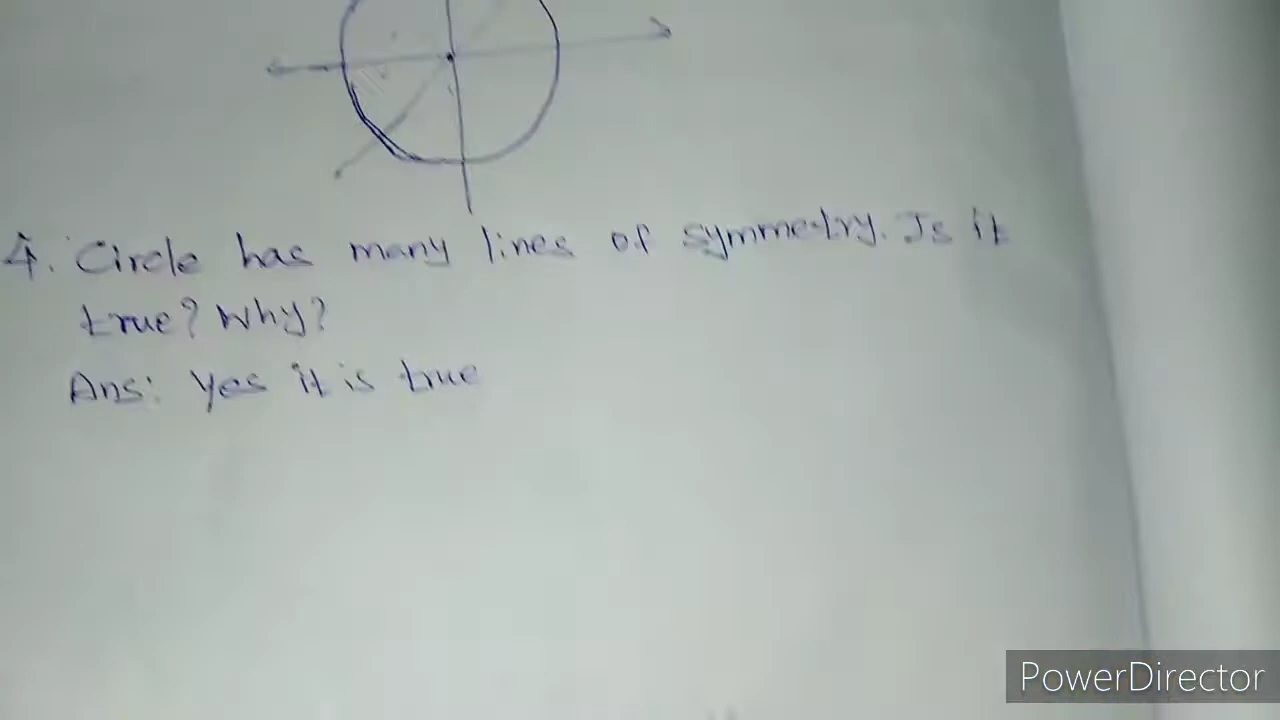 4. Circle has many lines of symmetry. Is it
true? Why?
Ans: Yes it is true
PowerDirector